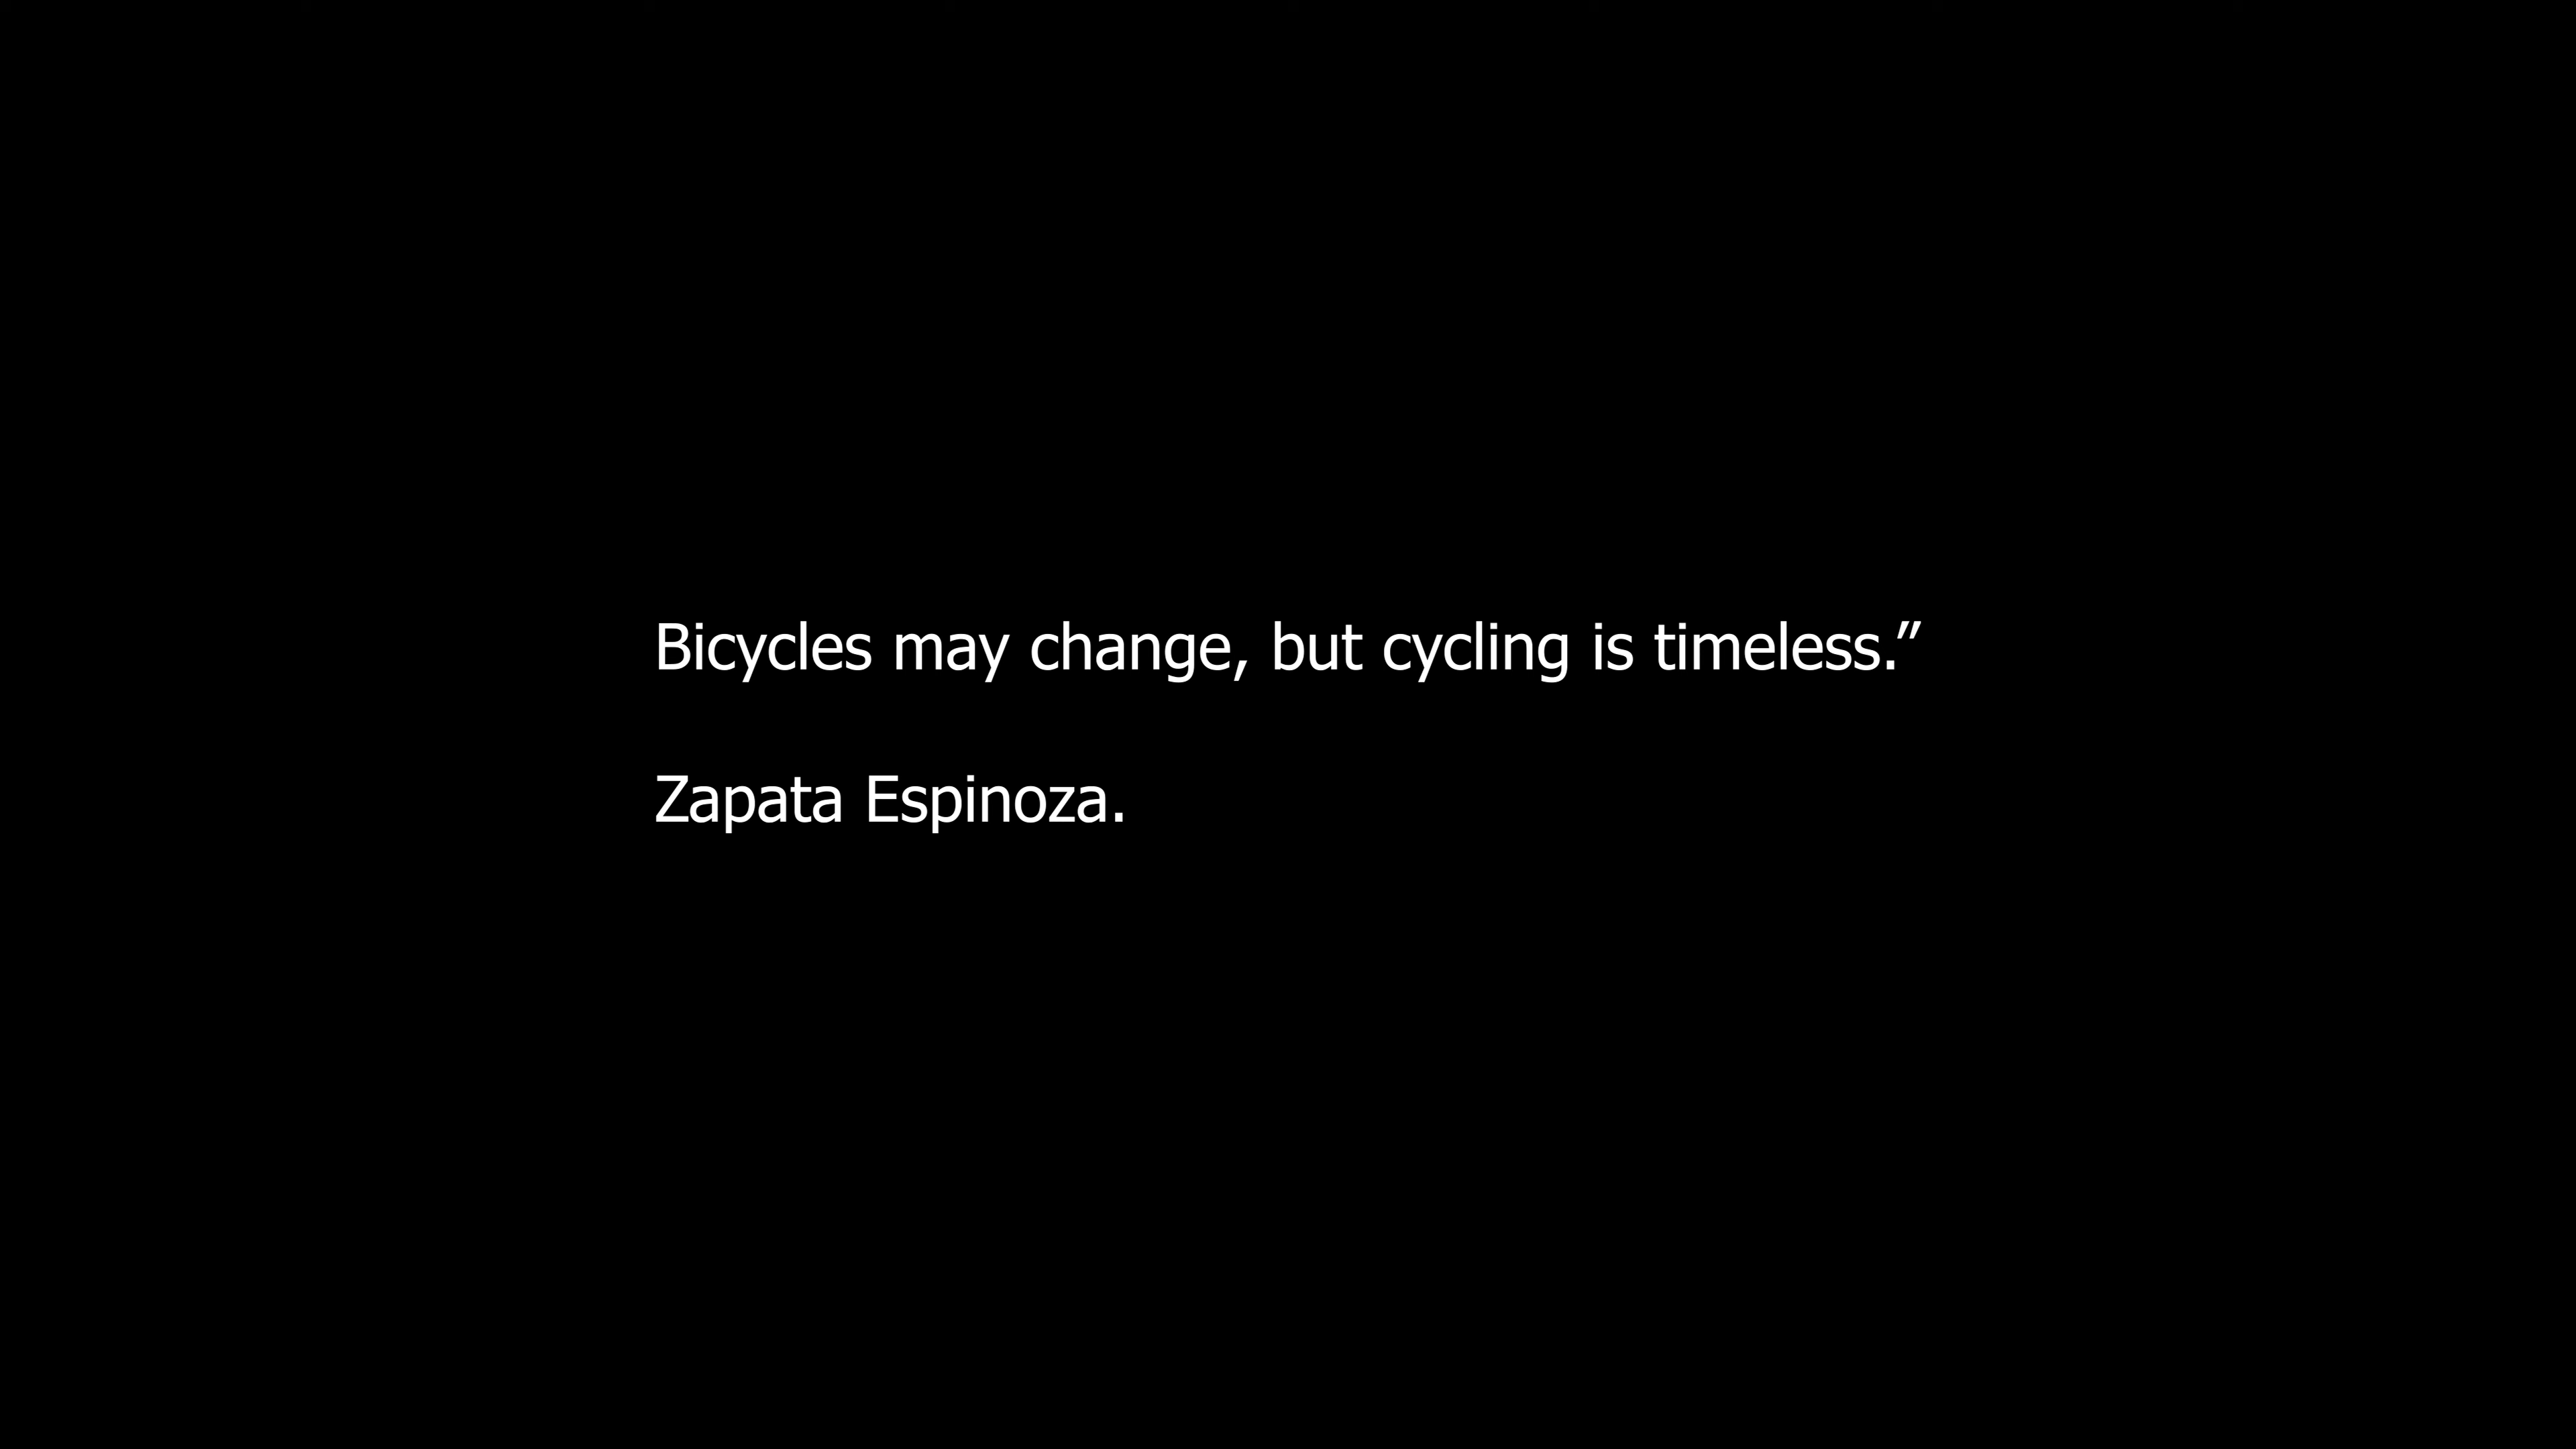 Bicycles may change, but cycling is timeless.”
Zapata Espinoza.